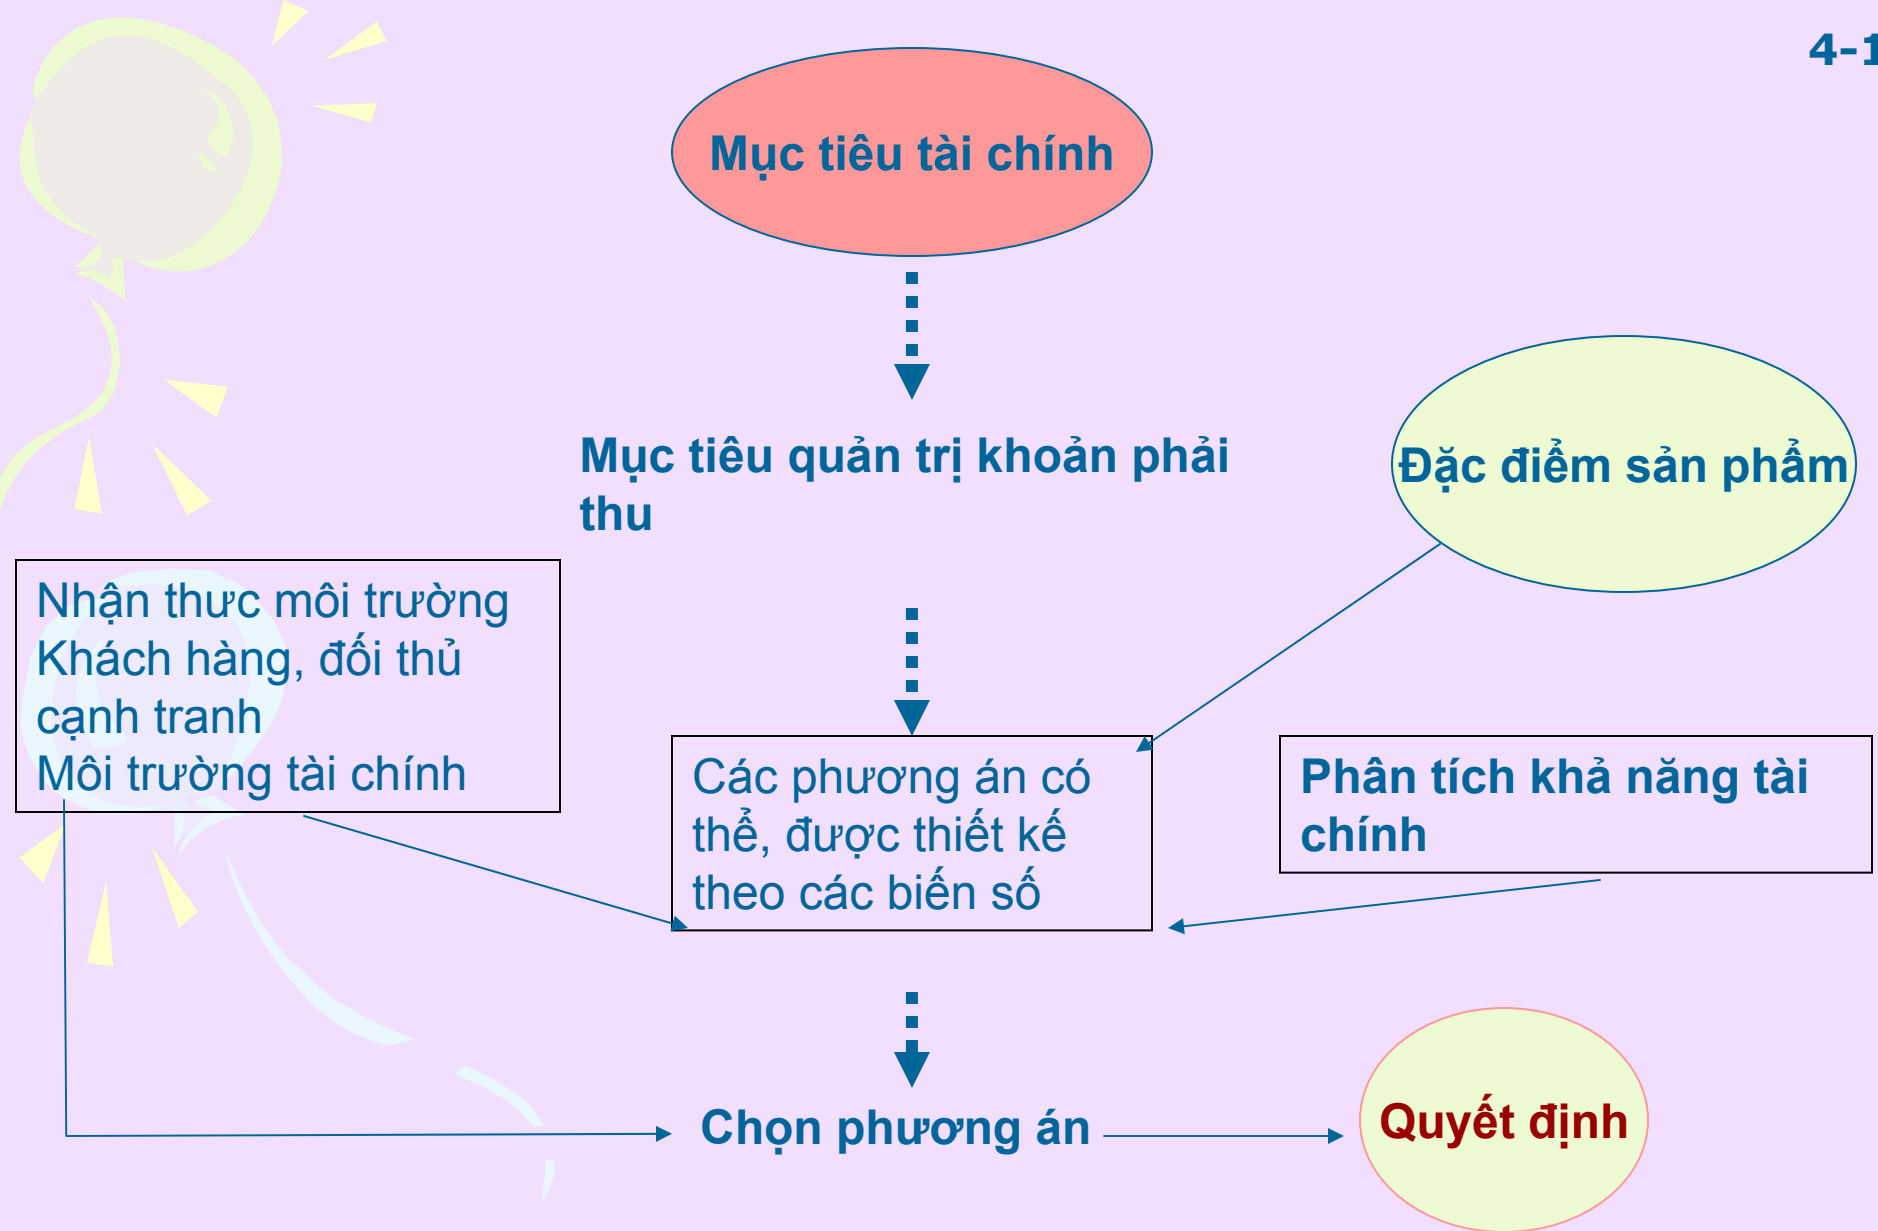 4-1
Mục tiêu tài chính
Mục tiêu quản trị khoản phải
thu
Đặc điểm sản phẩm
Nhận thưc môi trường
Khách hàng, đối thủ
cạnh tranh
Môi trường tài chính
Các phương án có
thể, được thiết kế
theo các biến số
Phân tích khả năng tài
chính
Chọn phương án
Quyết định